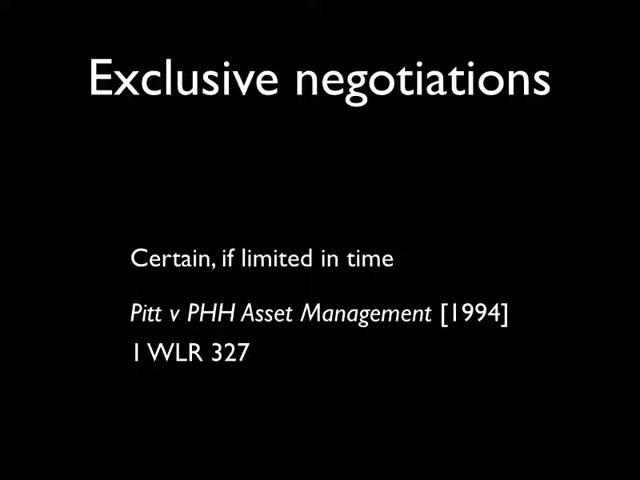 Exclusive negotiations
Certain, if limited in time
Pitt v PHH Asset Management [1994]
1 WLR 327